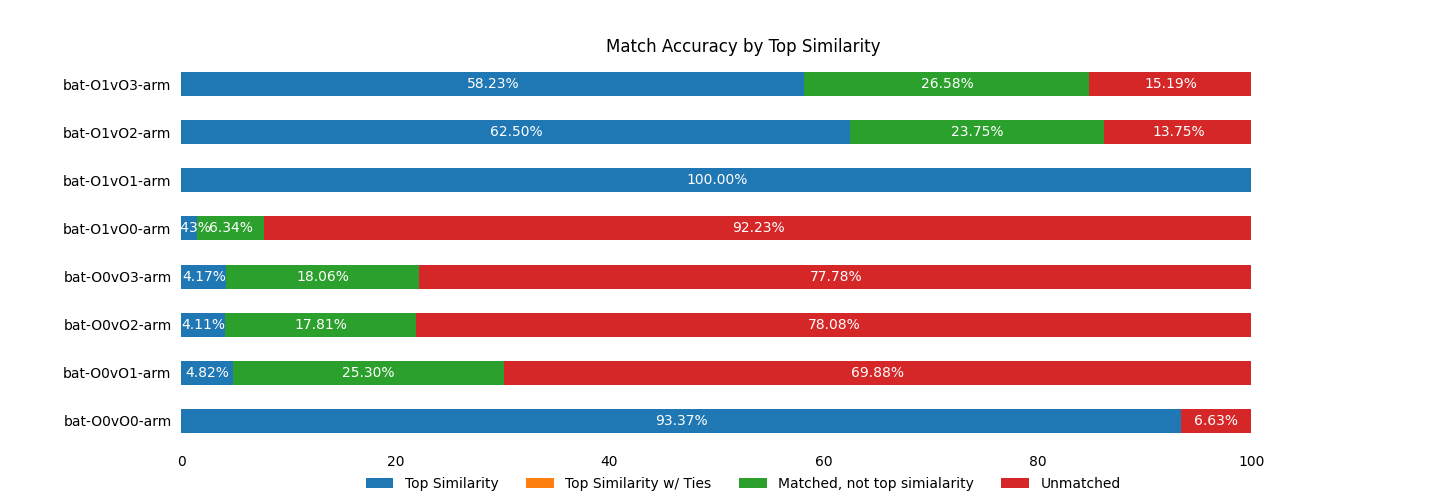 Match Accuracy by Top Similarity
bat-O1vO3-arm 58.23% 26.58% 15.19%
bat-O1vO2-arm 62.50% 23.75% 13.75%
bat-O1vO1-arm 100.00%
bat-O1vO0-arm 43% 6.34% 92.23%
bat-O0vO3-arm 4.17% 18.06% 77.78%
bat-O0vO2-arm 4.11% 17.81% 78.08%
bat-O0vO1-arm 4.82% 25.30% 69.88%
bat-O0vO0-arm 93.37% 6.63%
0 20 40 60 80 100
Top Similarity Top Similarity w/ Ties Matched, not top simialarity Unmatched